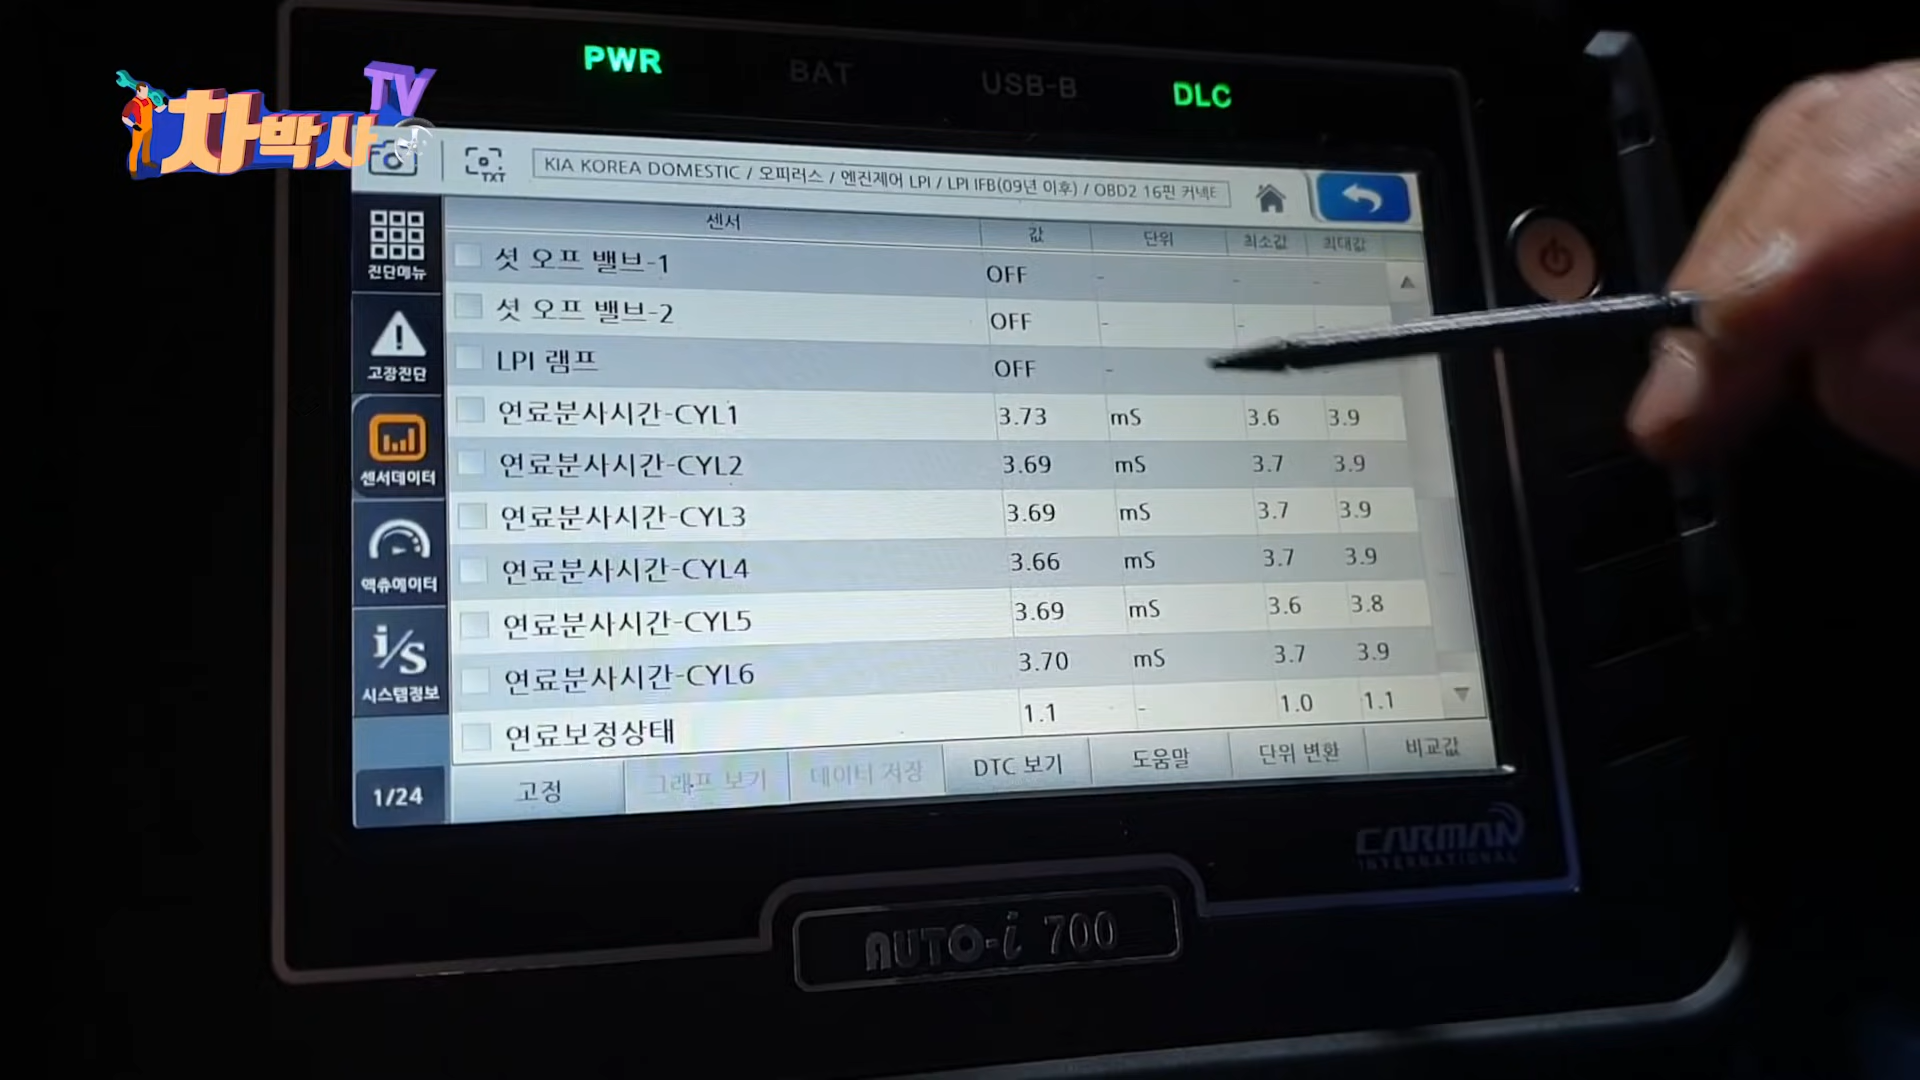 차박사TV
PWR BAT USB-B DLC
TXT
KIA KOREA DOMESTIC / 오피러스 / 엔진제어 LPI / LPI IFB(09년 이후) / OBD2 16핀 커넥터
센서 값 단위 최소값 최대값
셧 오프 밸브-1 OFF - - -
셧 오프 밸브-2 OFF - - -
LPI 램프 OFF - -
연료분사시간-CYL1 3.73 mS 3.6 3.9
연료분사시간-CYL2 3.69 mS 3.7 3.9
연료분사시간-CYL3 3.69 mS 3.7 3.9
연료분사시간-CYL4 3.66 mS 3.7 3.9
연료분사시간-CYL5 3.69 mS 3.6 3.8
연료분사시간-CYL6 3.70 mS 3.7 3.9
연료보정상태 1.1 - 1.0 1.1
진단메뉴
고장진단
센서데이터
액츄에이터
i/s
시스템정보
1/24
고정 그래프 보기 데이터 저장 DTC 보기 도움말 단위 변환 비교값
CARMAN
INTERNATIONAL
AUTO-i 700